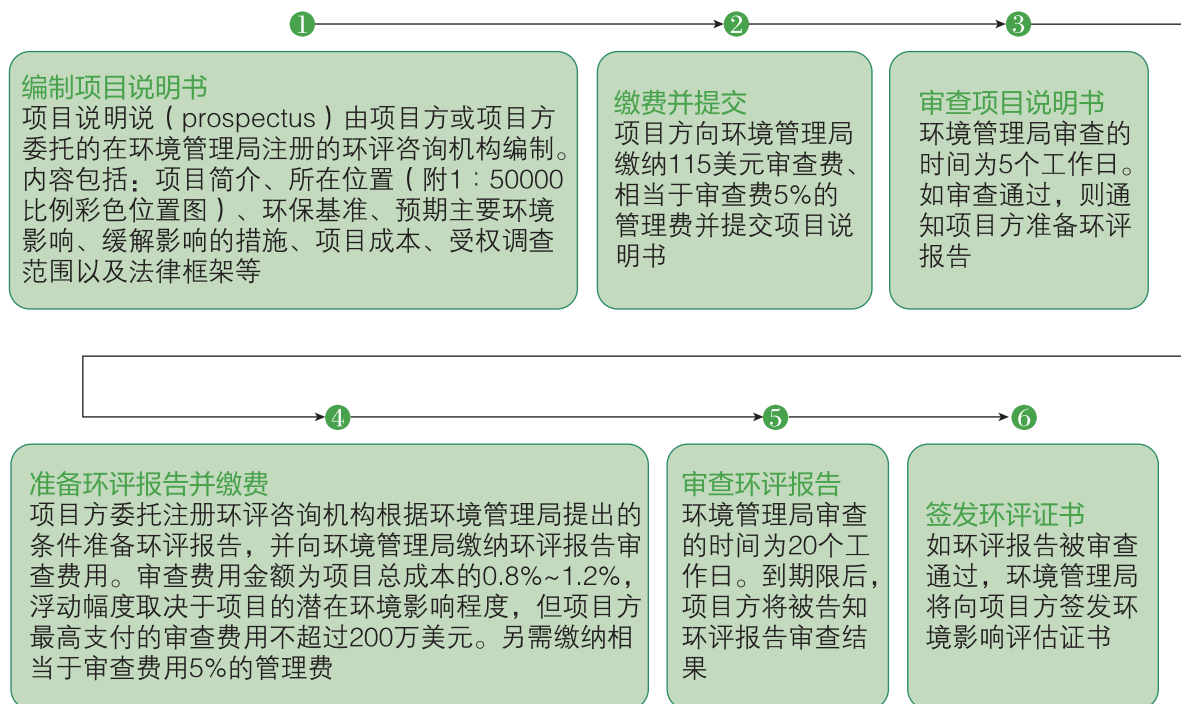 1
编制项目说明书
项目说明说（prospectus）由项目方或项目方
委托的在环境管理局注册的环评咨询机构编制。
内容包括：项目简介、所在位置（附1：50000
比例彩色位置图）、环保基准、预期主要环境
影响、缓解影响的措施、项目成本、受权调查
范围以及法律框架等
2
缴费并提交
项目方向环境管理局
缴纳115美元审查费、
相当于审查费5%的
管理费并提交项目说
明书
3
审查项目说明书
环境管理局审查的
时间为5个工作日。
如审查通过，则通
知项目方准备环评
报告
4
准备环评报告并缴费
项目方委托注册环评咨询机构根据环境管理局提出的
条件准备环评报告，并向环境管理局缴纳环评报告审
查费用。审查费用金额为项目总成本的0.8%~1.2%，
浮动幅度取决于项目的潜在环境影响程度，但项目方
最高支付的审查费用不超过200万美元。另需缴纳相
当于审查费用5%的管理费
5
审查环评报告
环境管理局审查
的时间为20个工
作日。到期限后，
项目方将被告知
环评报告审查结
果
6
签发环评证书
如环评报告被审查
通过，环境管理局
将向项目方签发环
境影响评估证书